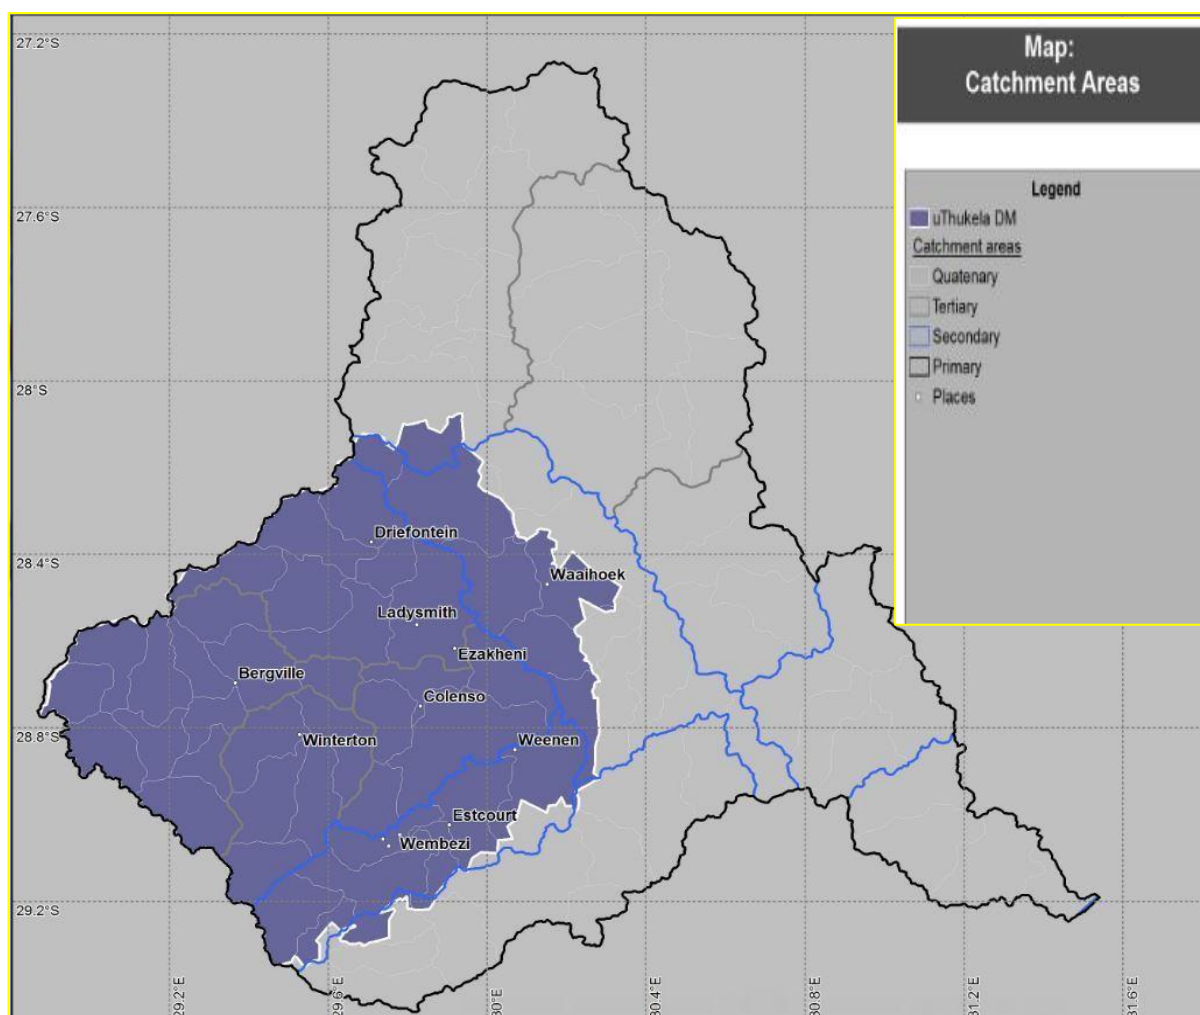 Map:
Catchment Areas
Legend
uThukela DM
Catchment areas
Quatenary
Tertiary
Secondary
Primary
Places
27.2°S
27.6°S
28°S
28.4°S
28.8°S
29.2°S
Driefontein
Waaihoek
Ladysmith
Ezakheni
Bergville
Colenso
Winterton
Weenen
Estcourt
Wembezi
29.2°E
29.6°E
30°E
30.4°E
30.8°E
31.2°E
31.6°E